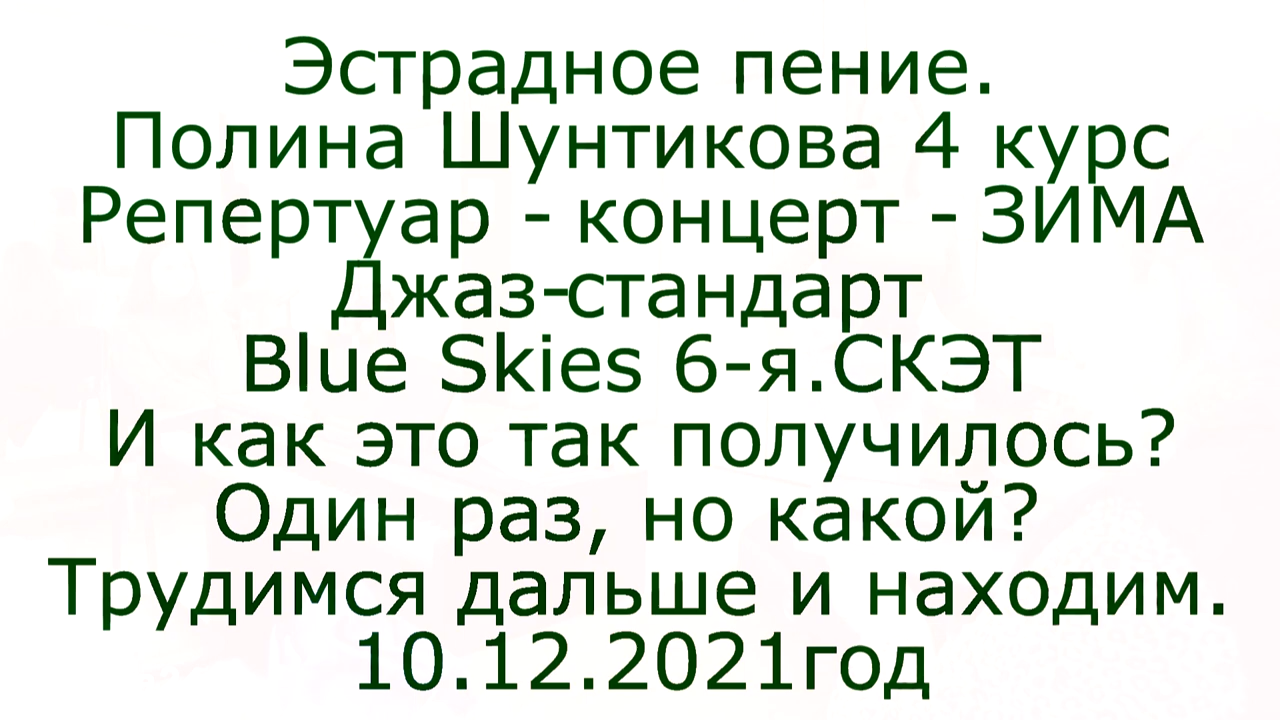 Эстрадное пение.
Полина Шунтикова 4 курс
Репертуар - концерт - ЗИМА
Джаз-стандарт
Blue Skies 6-я.СКЭТ
И как это так получилось?
Один раз, но какой?
Трудимся дальше и находим.
10.12.2021год